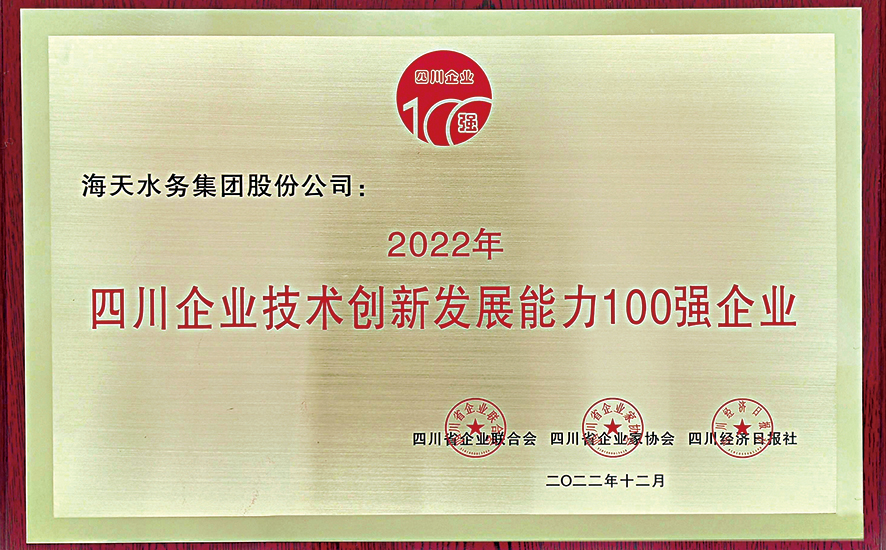 四川企业
100强
海天水务集团股份公司：
2022年
四川企业技术创新发展能力100强企业
四川省企业联合会 四川省企业家协会 四川经济日报社
二〇二二年十二月